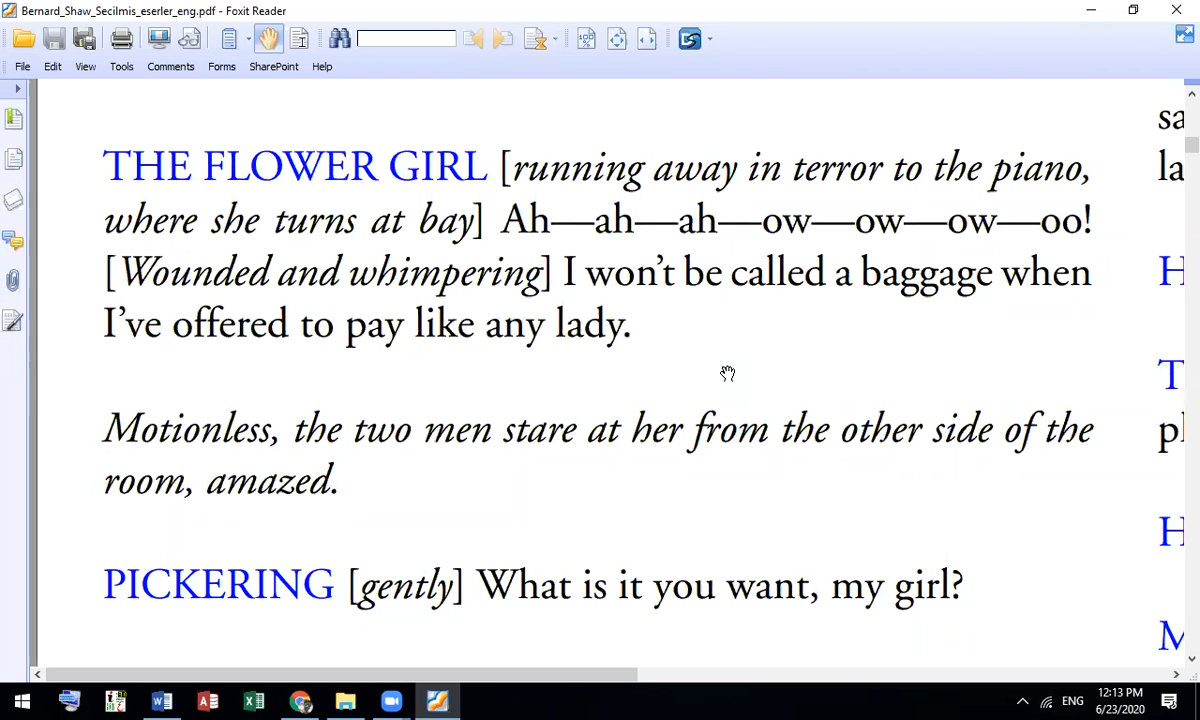 Bernard_Shaw_Secilmis_eserler_eng.pdf - Foxit Reader
File Edit View Tools Comments Forms SharePoint Help
THE FLOWER GIRL [running away in terror to the piano,
where she turns at bay] Ah—ah—ah—ow—ow—ow—oo!
[Wounded and whimpering] I won't be called a baggage when
I've offered to pay like any lady.
Motionless, the two men stare at her from the other side of the
room, amazed.
PICKERING [gently] What is it you want, my girl?
sa
la
H
T
pl
H
M
ENG
12:13 PM
6/23/2020